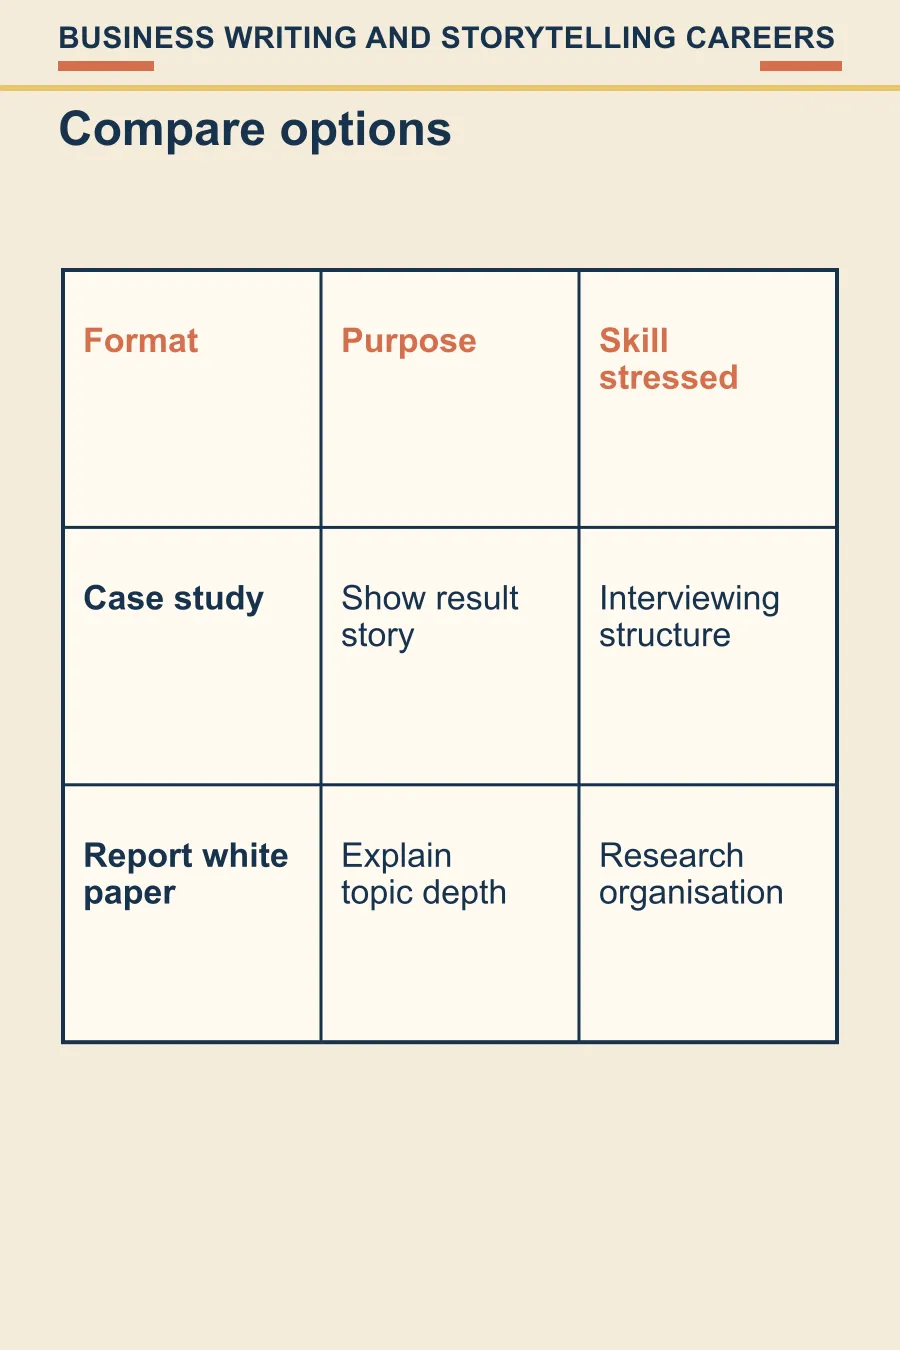 BUSINESS WRITING AND STORYTELLING CAREERS
Compare options
Format
Purpose
Skill
stressed
Case study
Show result
story
Interviewing
structure
Report white
paper
Explain
topic depth
Research
organisation